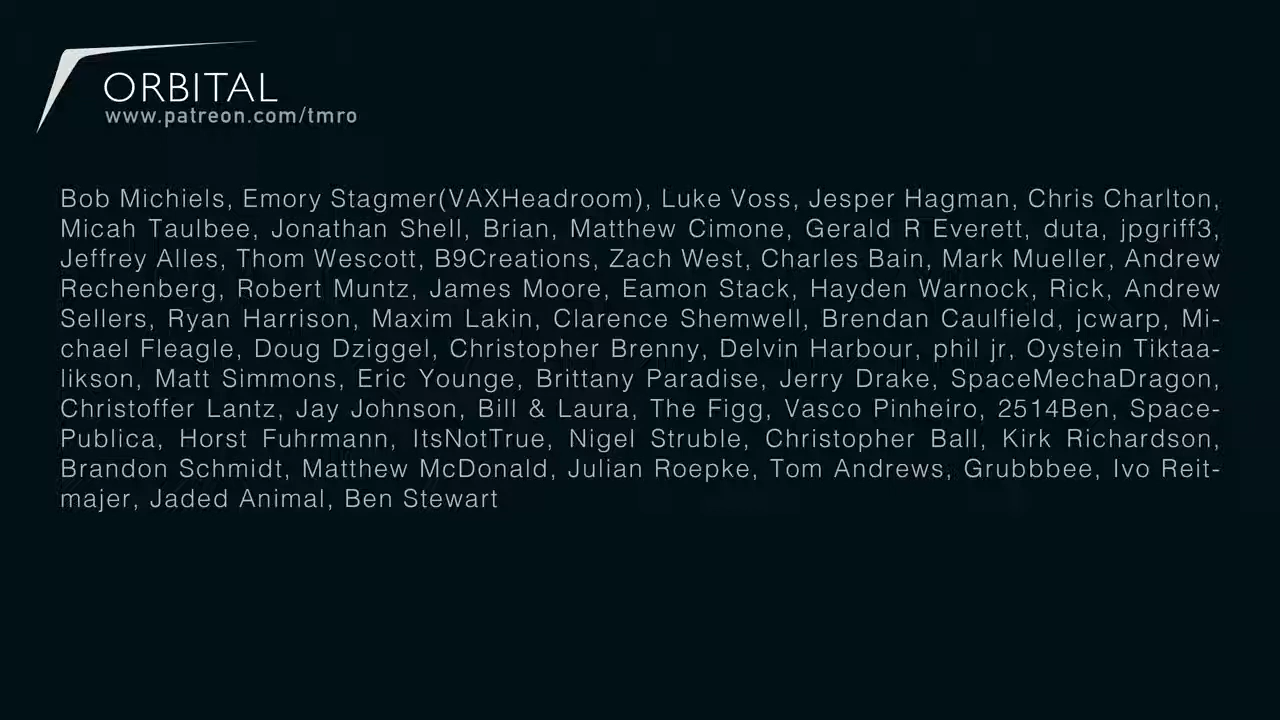 ORBITAL
www.patreon.com/tmro
Bob Michiels, Emory Stagmer(VAXHeadroom), Luke Voss, Jesper Hagman, Chris Charlton,
Micah Taulbee, Jonathan Shell, Brian, Matthew Cimone, Gerald R Everett, duta, jpgriff3,
Jeffrey Alles, Thom Wescott, B9Creations, Zach West, Charles Bain, Mark Mueller, Andrew
Rechenberg, Robert Muntz, James Moore, Eamon Stack, Hayden Warnock, Rick, Andrew
Sellers, Ryan Harrison, Maxim Lakin, Clarence Shemwell, Brendan Caulfield, jcwarp, Mi-
chael Fleagle, Doug Dziggel, Christopher Brenny, Delvin Harbour, phil jr, Oystein Tiktaa-
likson, Matt Simmons, Eric Younge, Brittany Paradise, Jerry Drake, SpaceMechaDragon,
Christoffer Lantz, Jay Johnson, Bill & Laura, The Figg, Vasco Pinheiro, 2514Ben, Space-
Publica, Horst Fuhrmann, ItsNotTrue, Nigel Struble, Christopher Ball, Kirk Richardson,
Brandon Schmidt, Matthew McDonald, Julian Roepke, Tom Andrews, Grubbbee, Ivo Reit-
majer, Jaded Animal, Ben Stewart